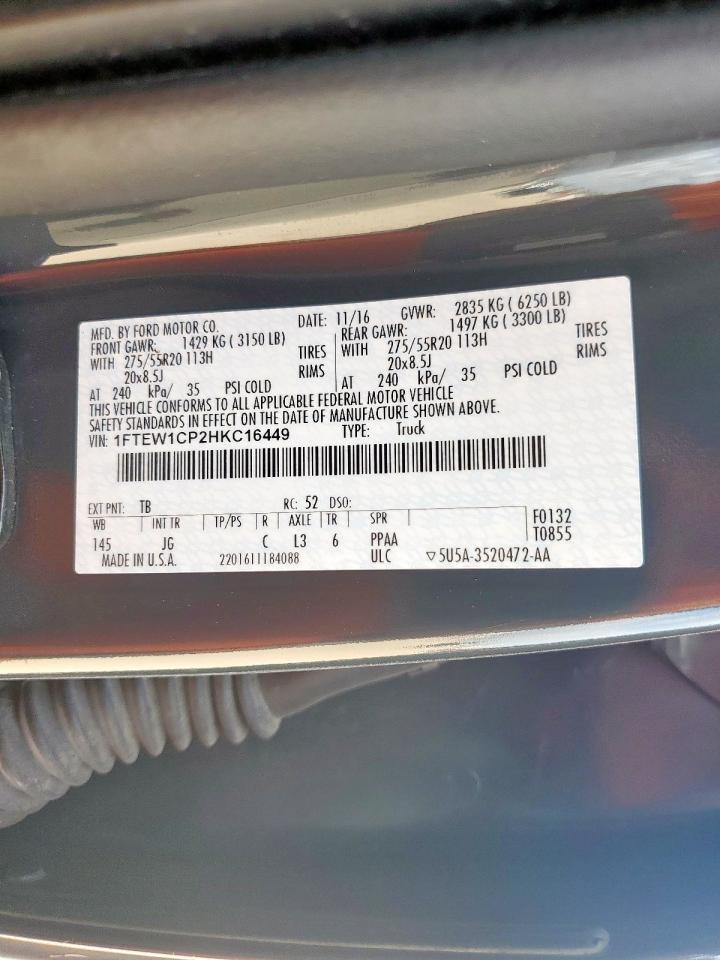 MFD. BY FORD MOTOR CO. DATE: 11/16 GVWR: 2835 KG ( 6250 LB)
FRONT GAWR: 1429 KG ( 3150 LB) REAR GAWR: 1497 KG ( 3300 LB)
WITH 275/55R20 113H TIRES WITH 275/55R20 113H TIRES
20x8.5J RIMS 20x8.5J RIMS
AT 240 kPa/ 35 PSI COLD AT 240 kPa/ 35 PSI COLD
THIS VEHICLE CONFORMS TO ALL APPLICABLE FEDERAL MOTOR VEHICLE
SAFETY STANDARDS IN EFFECT ON THE DATE OF MANUFACTURE SHOWN ABOVE.
VIN: 1FTEW1CP2HKC16449 TYPE: Truck
EXT PNT: TB RC: 52 DSO:
WB INT TR TP/PS R AXLE TR SPR F0132
145 JG C L3 6 PPAA T0855
MADE IN U.S.A. 2201611184088 ULC ▽5U5A-3520472-AA